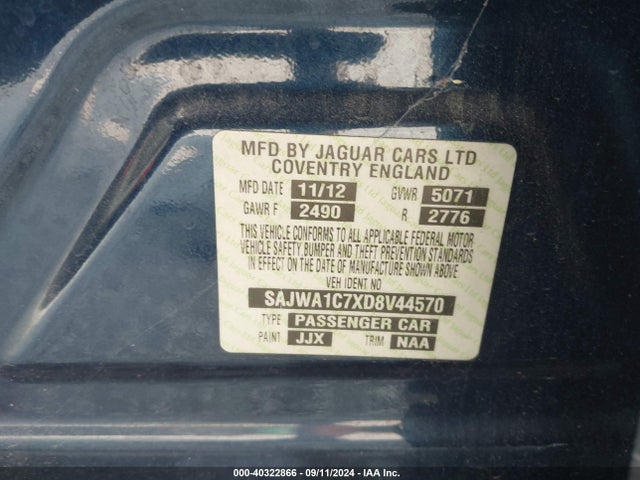 MFD BY JAGUAR CARS LTD
COVENTRY ENGLAND
MFD DATE 11/12 GVWR 5071
GAWR F 2490 R 2776
THIS VEHICLE CONFORMS TO ALL APPLICABLE FEDERAL MOTOR
VEHICLE SAFETY, BUMPER AND THEFT PREVENTION STANDARDS
IN EFFECT ON THE DATE OF MANUFACTURE SHOWN ABOVE
VEH IDENT NO
SAJWA1C7XD8V44570
TYPE PASSENGER CAR
PAINT JJX TRIM NAA
000-40322866 - 09/11/2024 - IAA Inc.